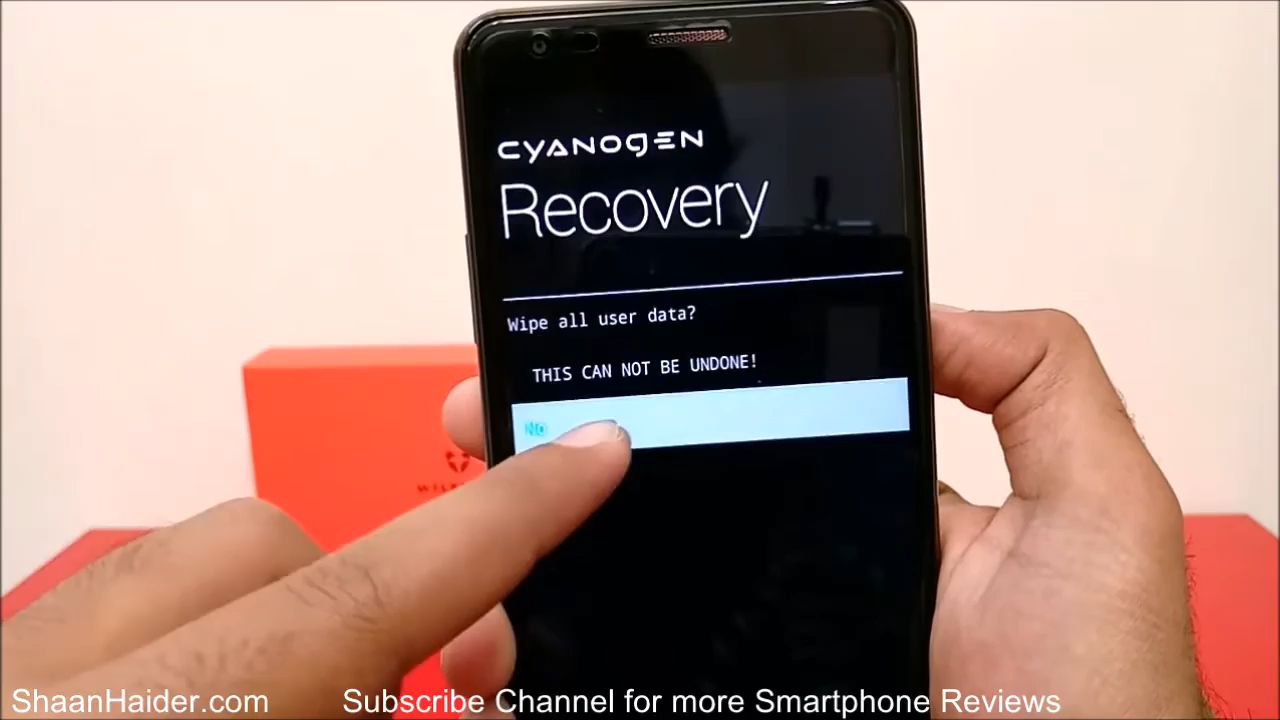 CYANOGEN
Recovery
Wipe all user data?
THIS CAN NOT BE UNDONE!
NO
ShaanHaider.com Subscribe Channel for more Smartphone Reviews